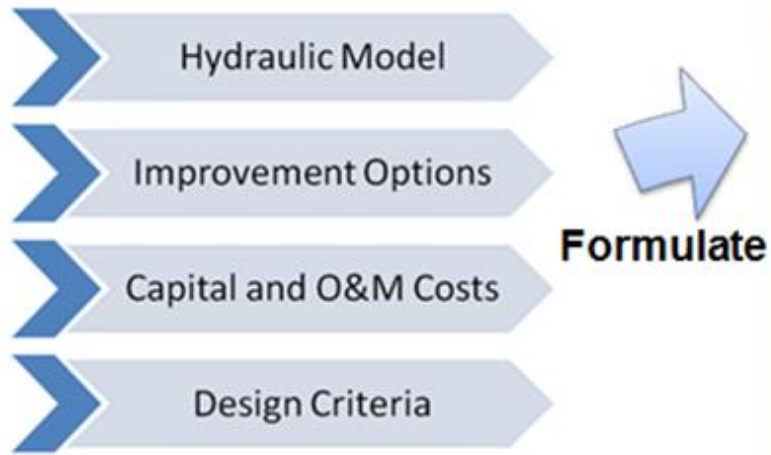 Hydraulic Model
Improvement Options
Capital and O&M Costs
Design Criteria
Formulate